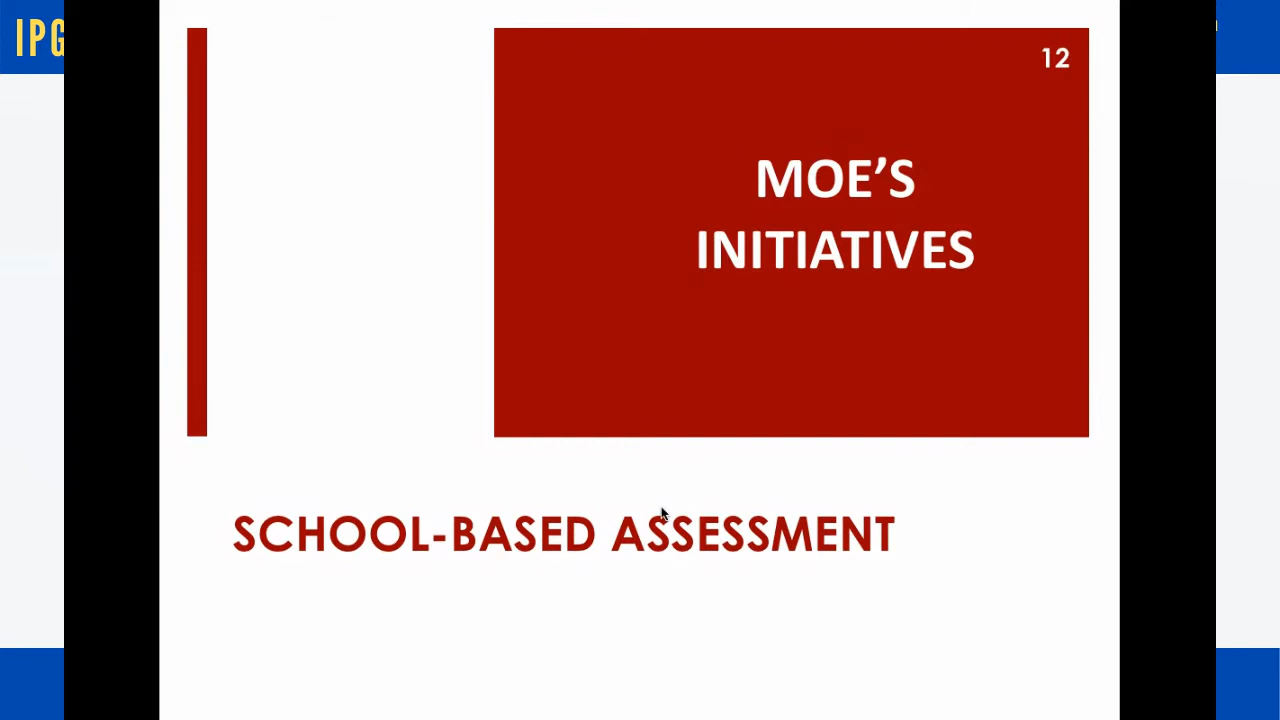 IPG
12
MOE’S
INITIATIVES
SCHOOL-BASED ASSESSMENT